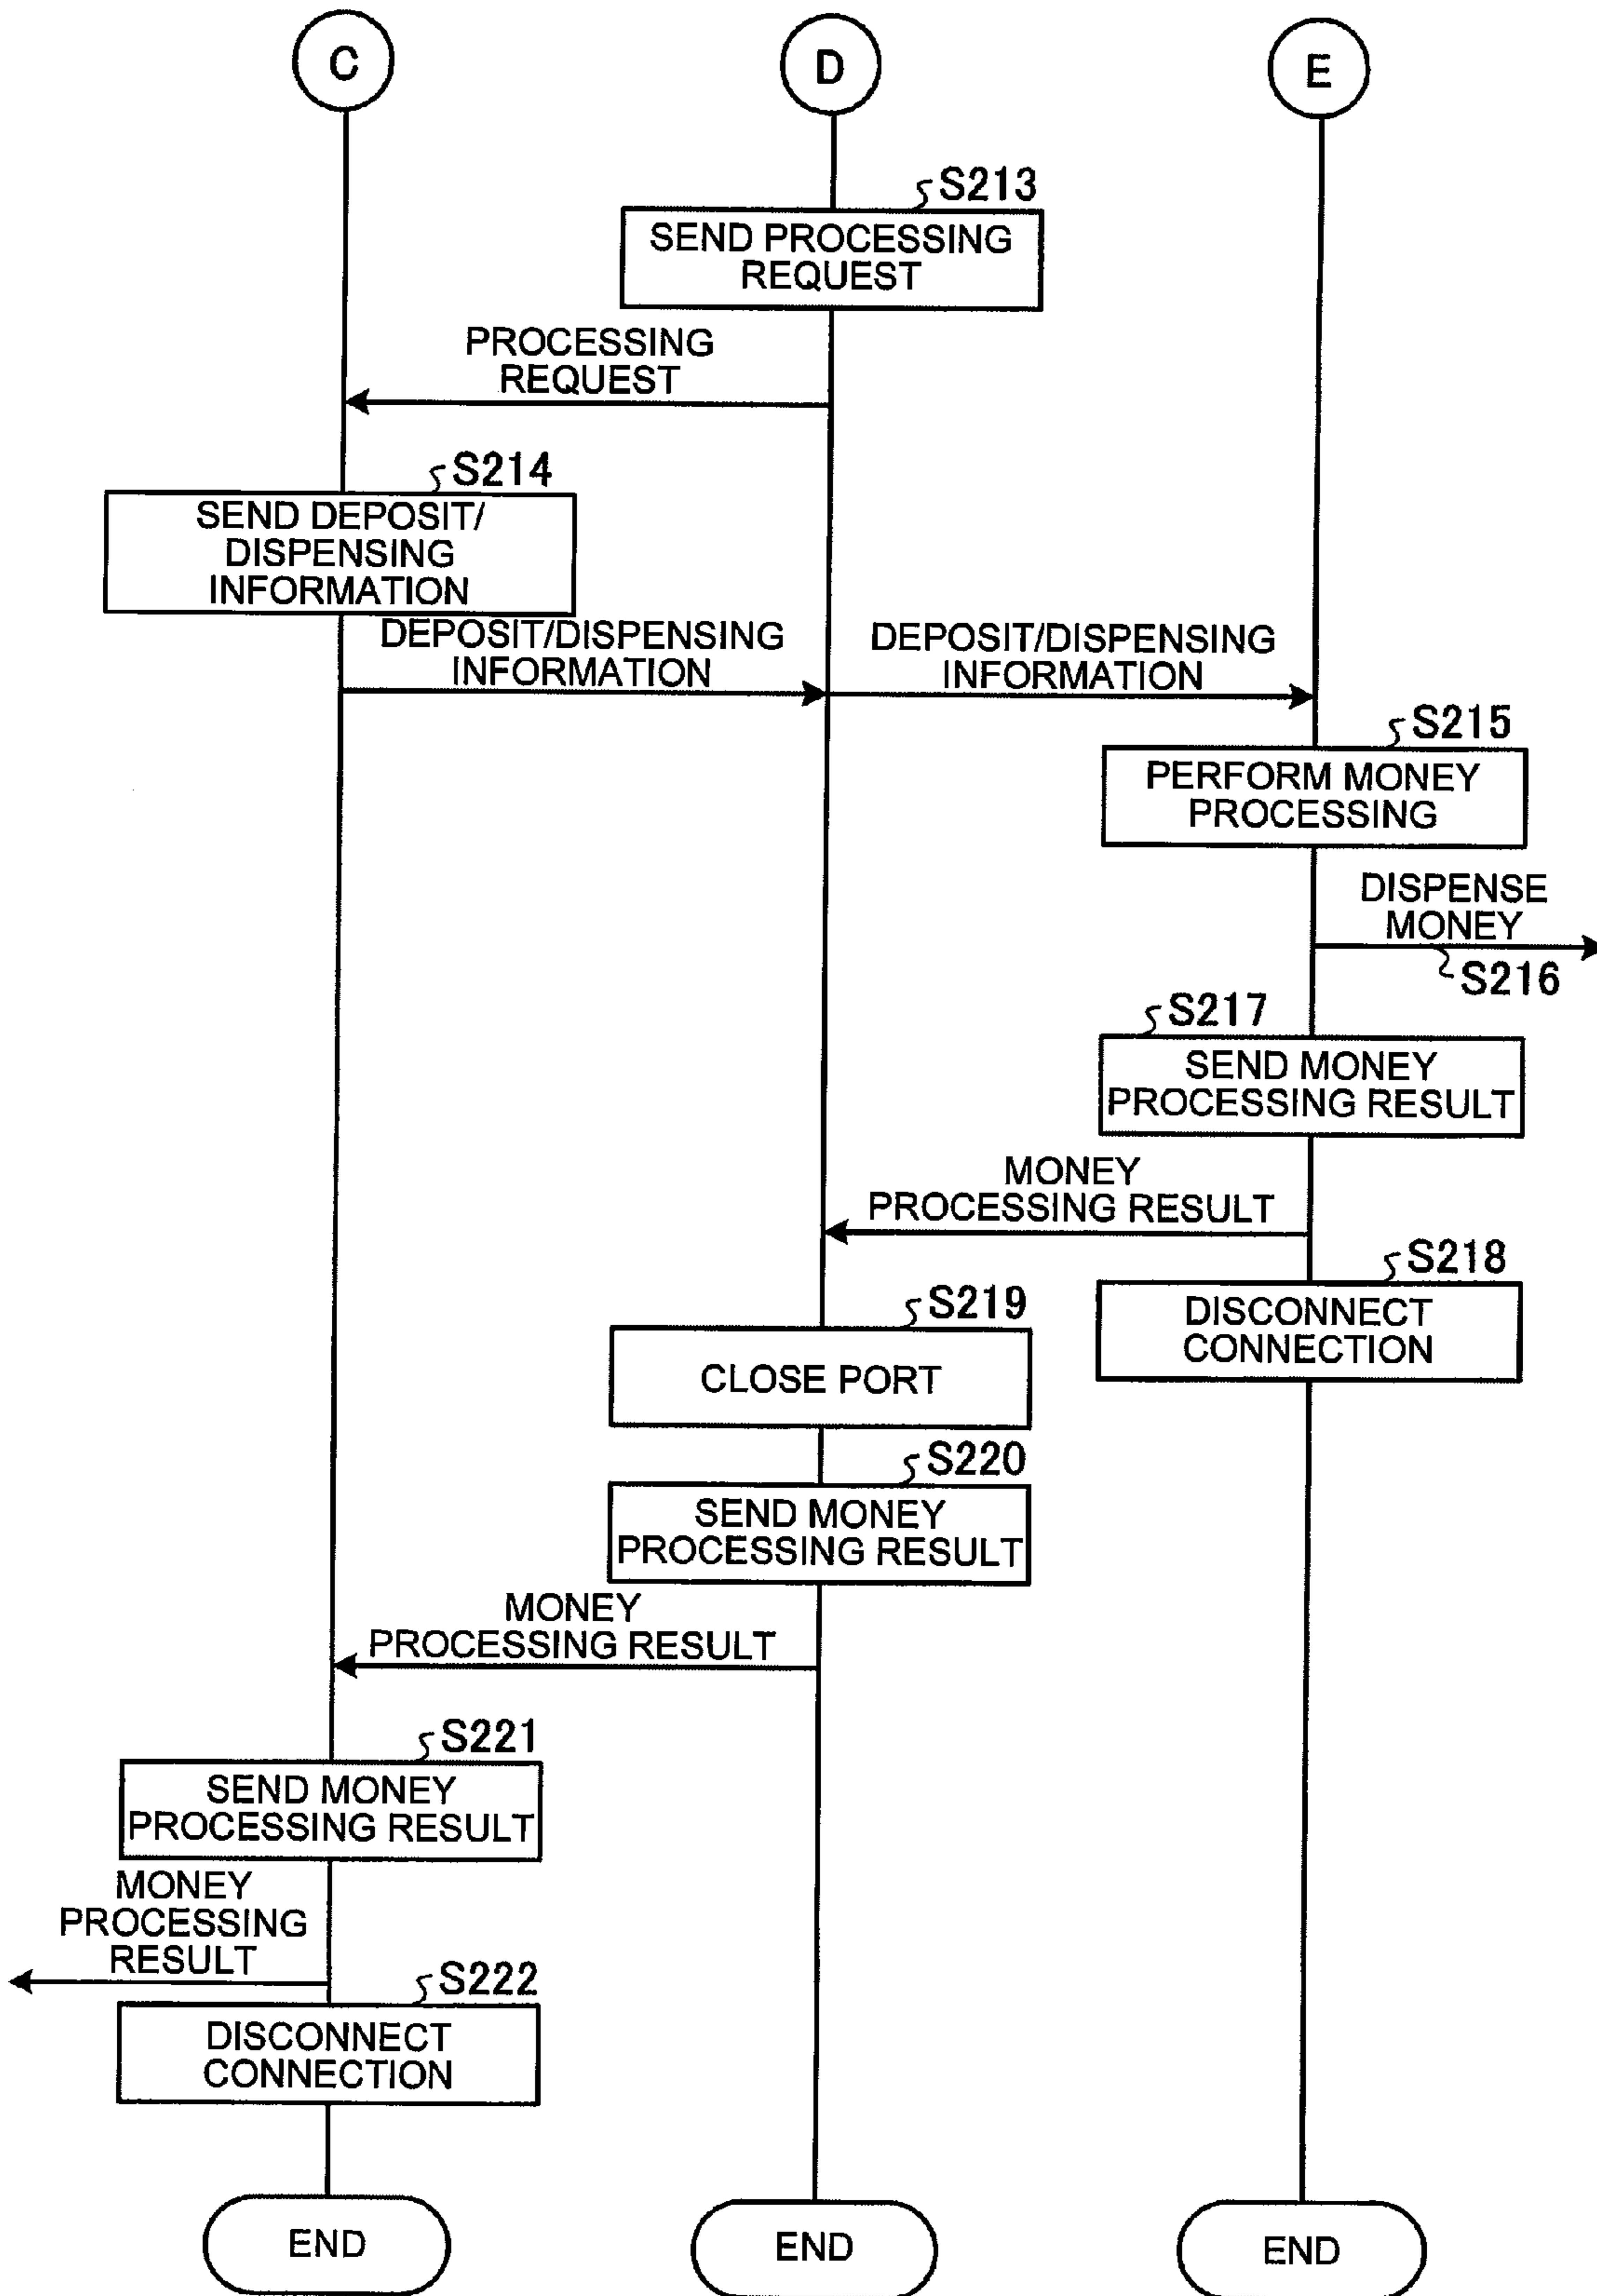 C
D
E
S213
SEND PROCESSING
REQUEST
PROCESSING
REQUEST
S214
SEND DEPOSIT/
DISPENSING
INFORMATION
DEPOSIT/DISPENSING
INFORMATION
DEPOSIT/DISPENSING
INFORMATION
S215
PERFORM MONEY
PROCESSING
DISPENSE
MONEY
S216
S217
SEND MONEY
PROCESSING RESULT
MONEY
PROCESSING RESULT
S218
DISCONNECT
CONNECTION
S219
CLOSE PORT
S220
SEND MONEY
PROCESSING RESULT
MONEY
PROCESSING RESULT
S221
SEND MONEY
PROCESSING RESULT
MONEY
PROCESSING
RESULT
S222
DISCONNECT
CONNECTION
END
END
END